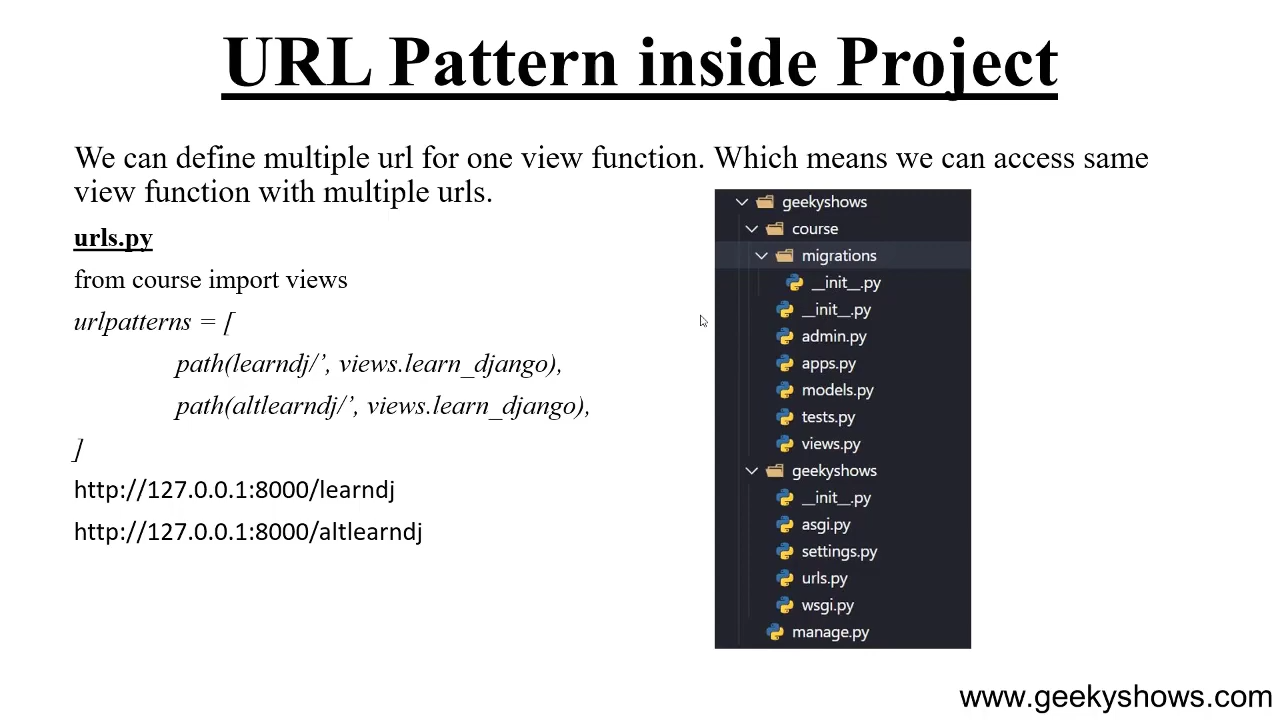 URL Pattern inside Project
We can define multiple url for one view function. Which means we can access same
view function with multiple urls.
urls.py
from course import views
urlpatterns = [
path(learndj/’, views.learn_django),
path(altlearndj/’, views.learn_django),
]
http://127.0.0.1:8000/learndj
http://127.0.0.1:8000/altlearndj
geekyshows
course
migrations
__init__.py
__init__.py
admin.py
apps.py
models.py
tests.py
views.py
geekyshows
__init__.py
asgi.py
settings.py
urls.py
wsgi.py
manage.py
www.geekyshows.com